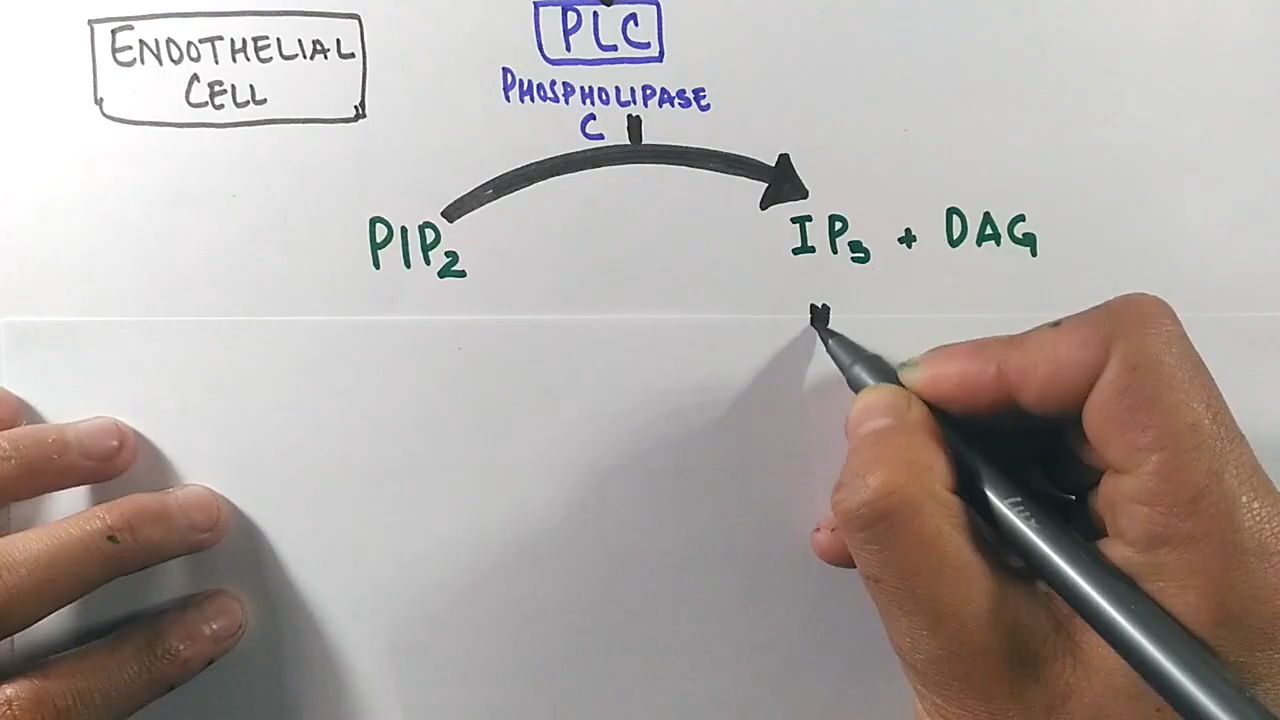 ENDOTHELIAL
CELL
PLC
PHOSPHOLIPASE
C
PIP2
IP3 + DAG